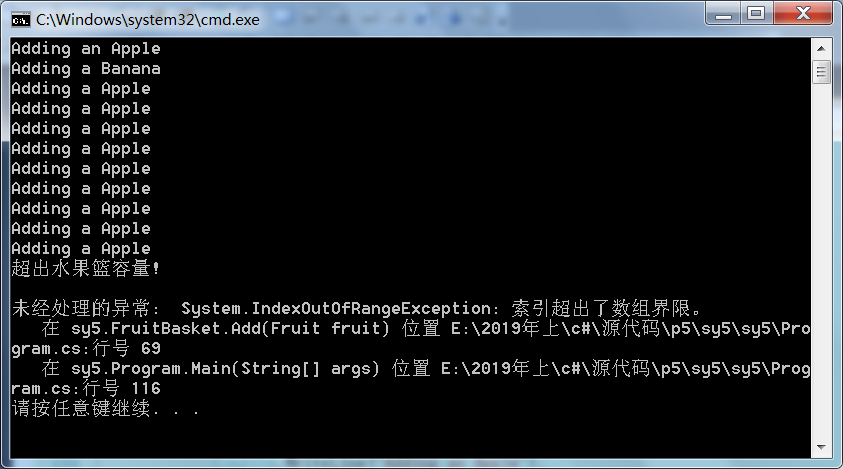 C:\Windows\system32\cmd.exe
Adding an Apple
Adding a Banana
Adding a Apple
Adding a Apple
Adding a Apple
Adding a Apple
Adding a Apple
Adding a Apple
Adding a Apple
Adding a Apple
Adding a Apple
超出水果篮容量!
未经处理的异常: System.IndexOutOfRangeException: 索引超出了数组界限。
在 sy5.FruitBasket.Add(Fruit fruit) 位置 E:\2019年上\c#\源代码\p5\sy5\sy5\Pro
gram.cs:行号 69
在 sy5.Program.Main(String[] args) 位置 E:\2019年上\c#\源代码\p5\sy5\sy5\Prog
ram.cs:行号 116
请按任意键继续. . .